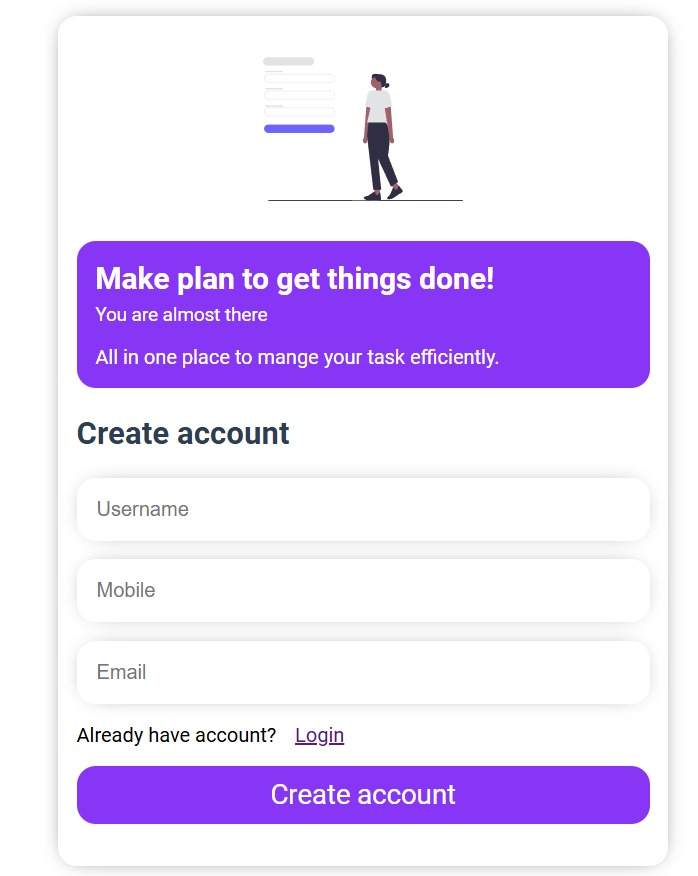 Make plan to get things done!
You are almost there
All in one place to mange your task efficiently.
Create account
Username
Mobile
Email
Already have account? Login
Create account